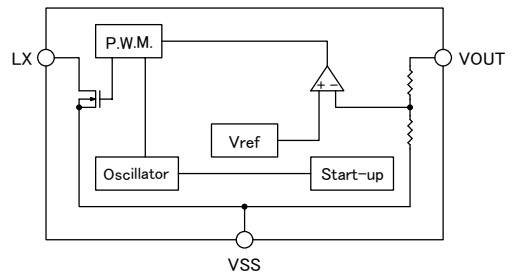 P.W.M.
LX
VOUT
+ −
Vref
Oscillator
Start-up
VSS